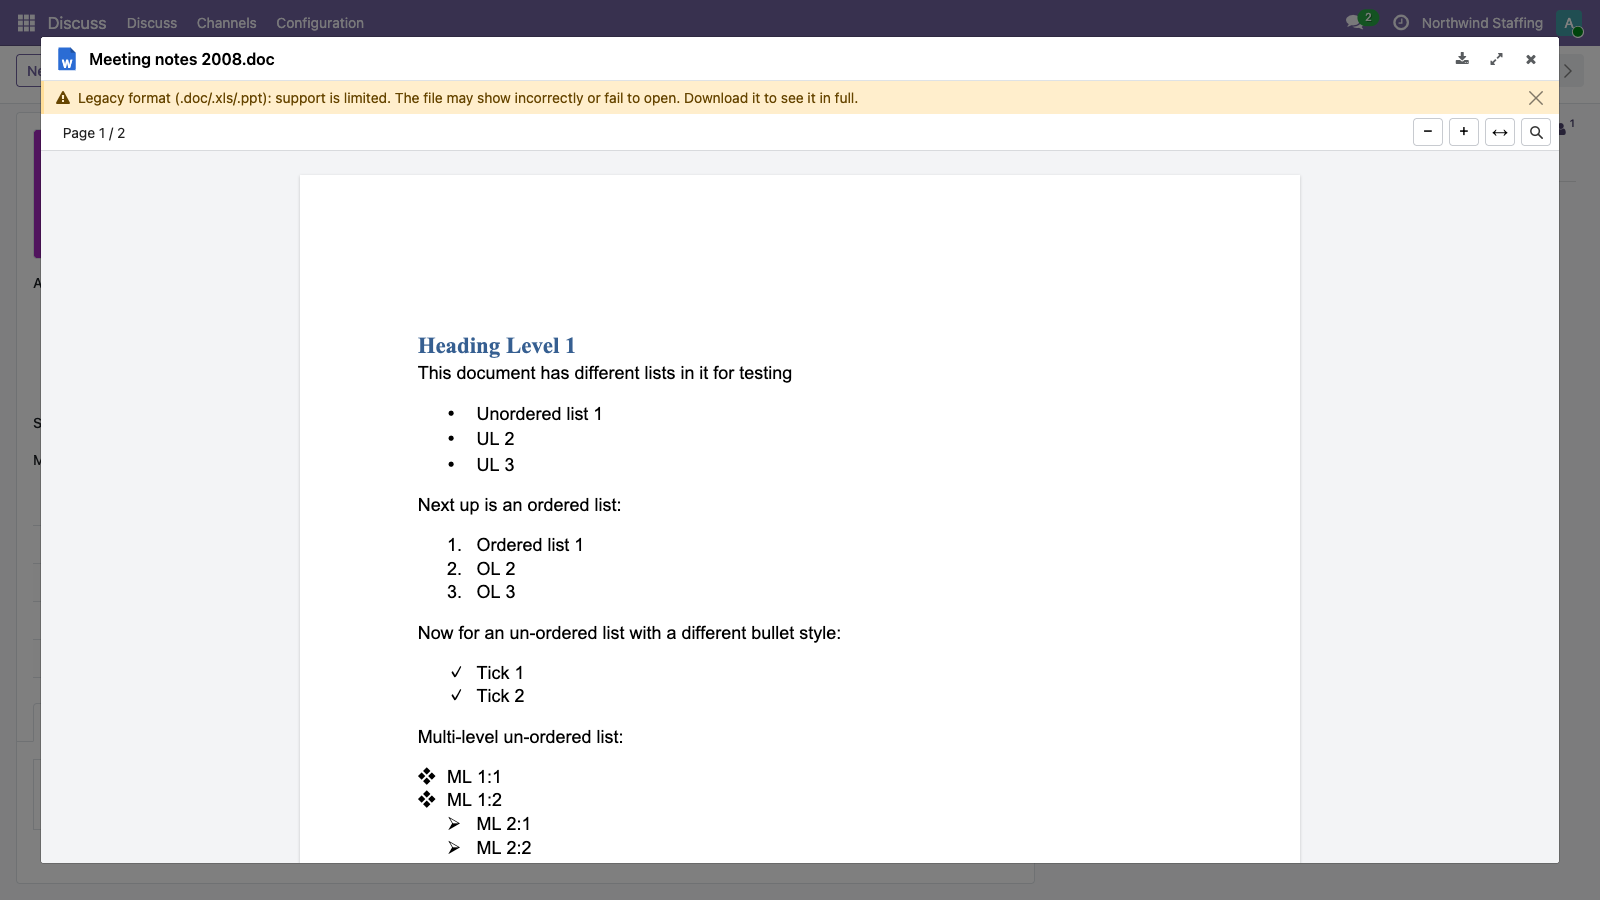 Discuss Discuss Channels Configuration 2 Northwind Staffing A
Ne
W Meeting notes 2008.doc
Legacy format (.doc/.xls/.ppt): support is limited. The file may show incorrectly or fail to open. Download it to see it in full.
Page 1 / 2
1
A
S
M
Heading Level 1
This document has different lists in it for testing
• Unordered list 1
• UL 2
• UL 3
Next up is an ordered list:
1. Ordered list 1
2. OL 2
3. OL 3
Now for an un-ordered list with a different bullet style:
✓ Tick 1
✓ Tick 2
Multi-level un-ordered list:
❖ ML 1:1
❖ ML 1:2
➢ ML 2:1
➢ ML 2:2